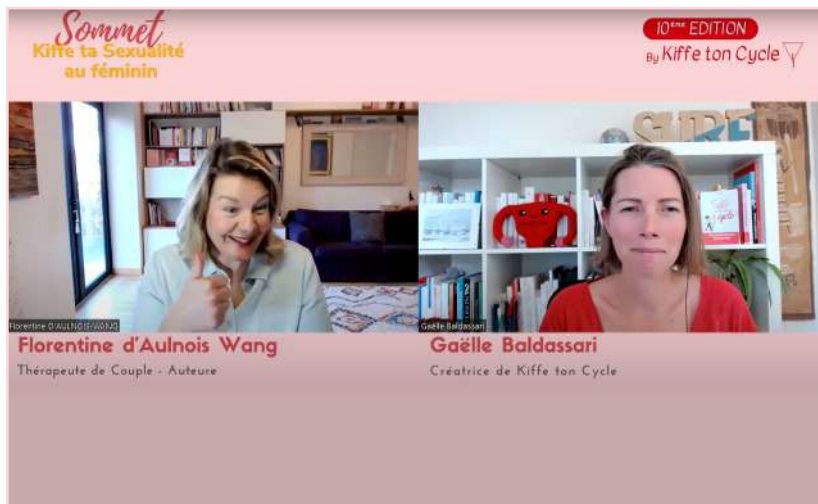 Sommet
Kiffe ta Sexualité
au féminin
10ème EDITION
By Kiffe ton Cycle
Florentine D'AULNOIS-WANG
Gaëlle Baldassari
Florentine d'Aulnois Wang
Gaëlle Baldassari
Thérapeute de Couple - Auteure
Créatrice de Kiffe ton Cycle